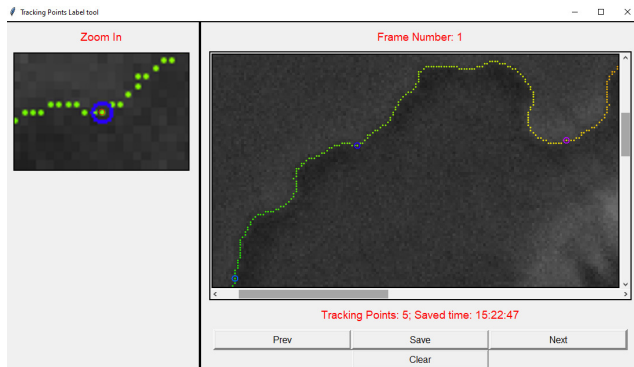 Tracking Points Label tool
Zoom In
Frame Number: 1
Tracking Points: 5; Saved time: 15:22:47
Prev
Save
Next
Clear